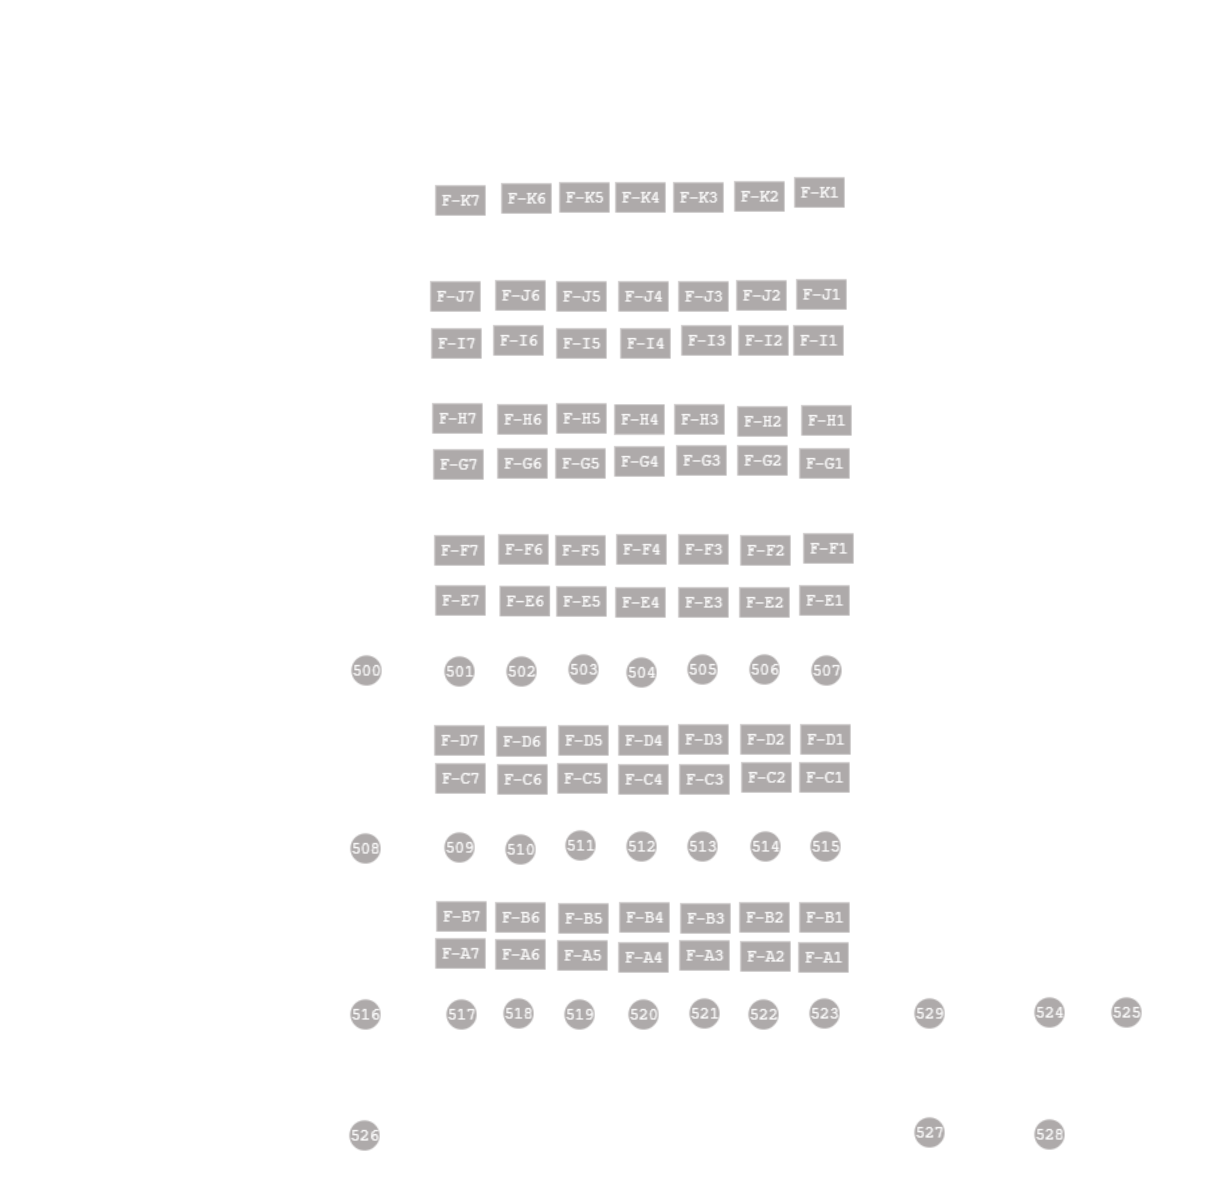 F-K7 F-K6 F-K5 F-K4 F-K3 F-K2 F-K1
F-J7 F-J6 F-J5 F-J4 F-J3 F-J2 F-J1
F-I7 F-I6 F-I5 F-I4 F-I3 F-I2 F-I1
F-H7 F-H6 F-H5 F-H4 F-H3 F-H2 F-H1
F-G7 F-G6 F-G5 F-G4 F-G3 F-G2 F-G1
F-F7 F-F6 F-F5 F-F4 F-F3 F-F2 F-F1
F-E7 F-E6 F-E5 F-E4 F-E3 F-E2 F-E1
500 501 502 503 504 505 506 507
F-D7 F-D6 F-D5 F-D4 F-D3 F-D2 F-D1
F-C7 F-C6 F-C5 F-C4 F-C3 F-C2 F-C1
508 509 510 511 512 513 514 515
F-B7 F-B6 F-B5 F-B4 F-B3 F-B2 F-B1
F-A7 F-A6 F-A5 F-A4 F-A3 F-A2 F-A1
516 517 518 519 520 521 522 523 529 524 525
526 527 528